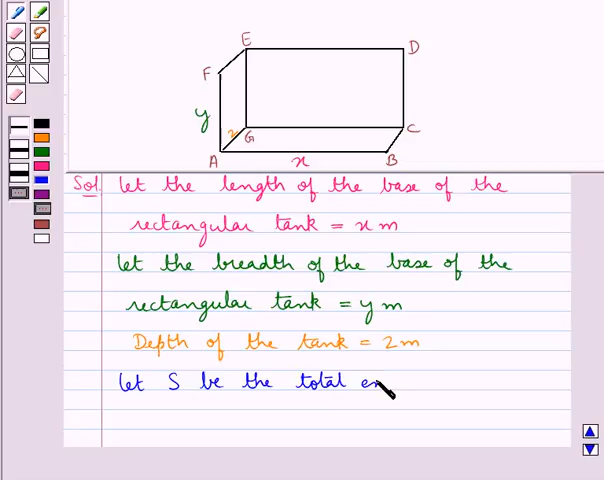 E
D
F
y
2
G
C
A
x
B
Sol. Let the length of the base of the
rectangular tank = x m
Let the breadth of the base of the
rectangular tank = y m
Depth of the tank = 2 m
Let S be the total